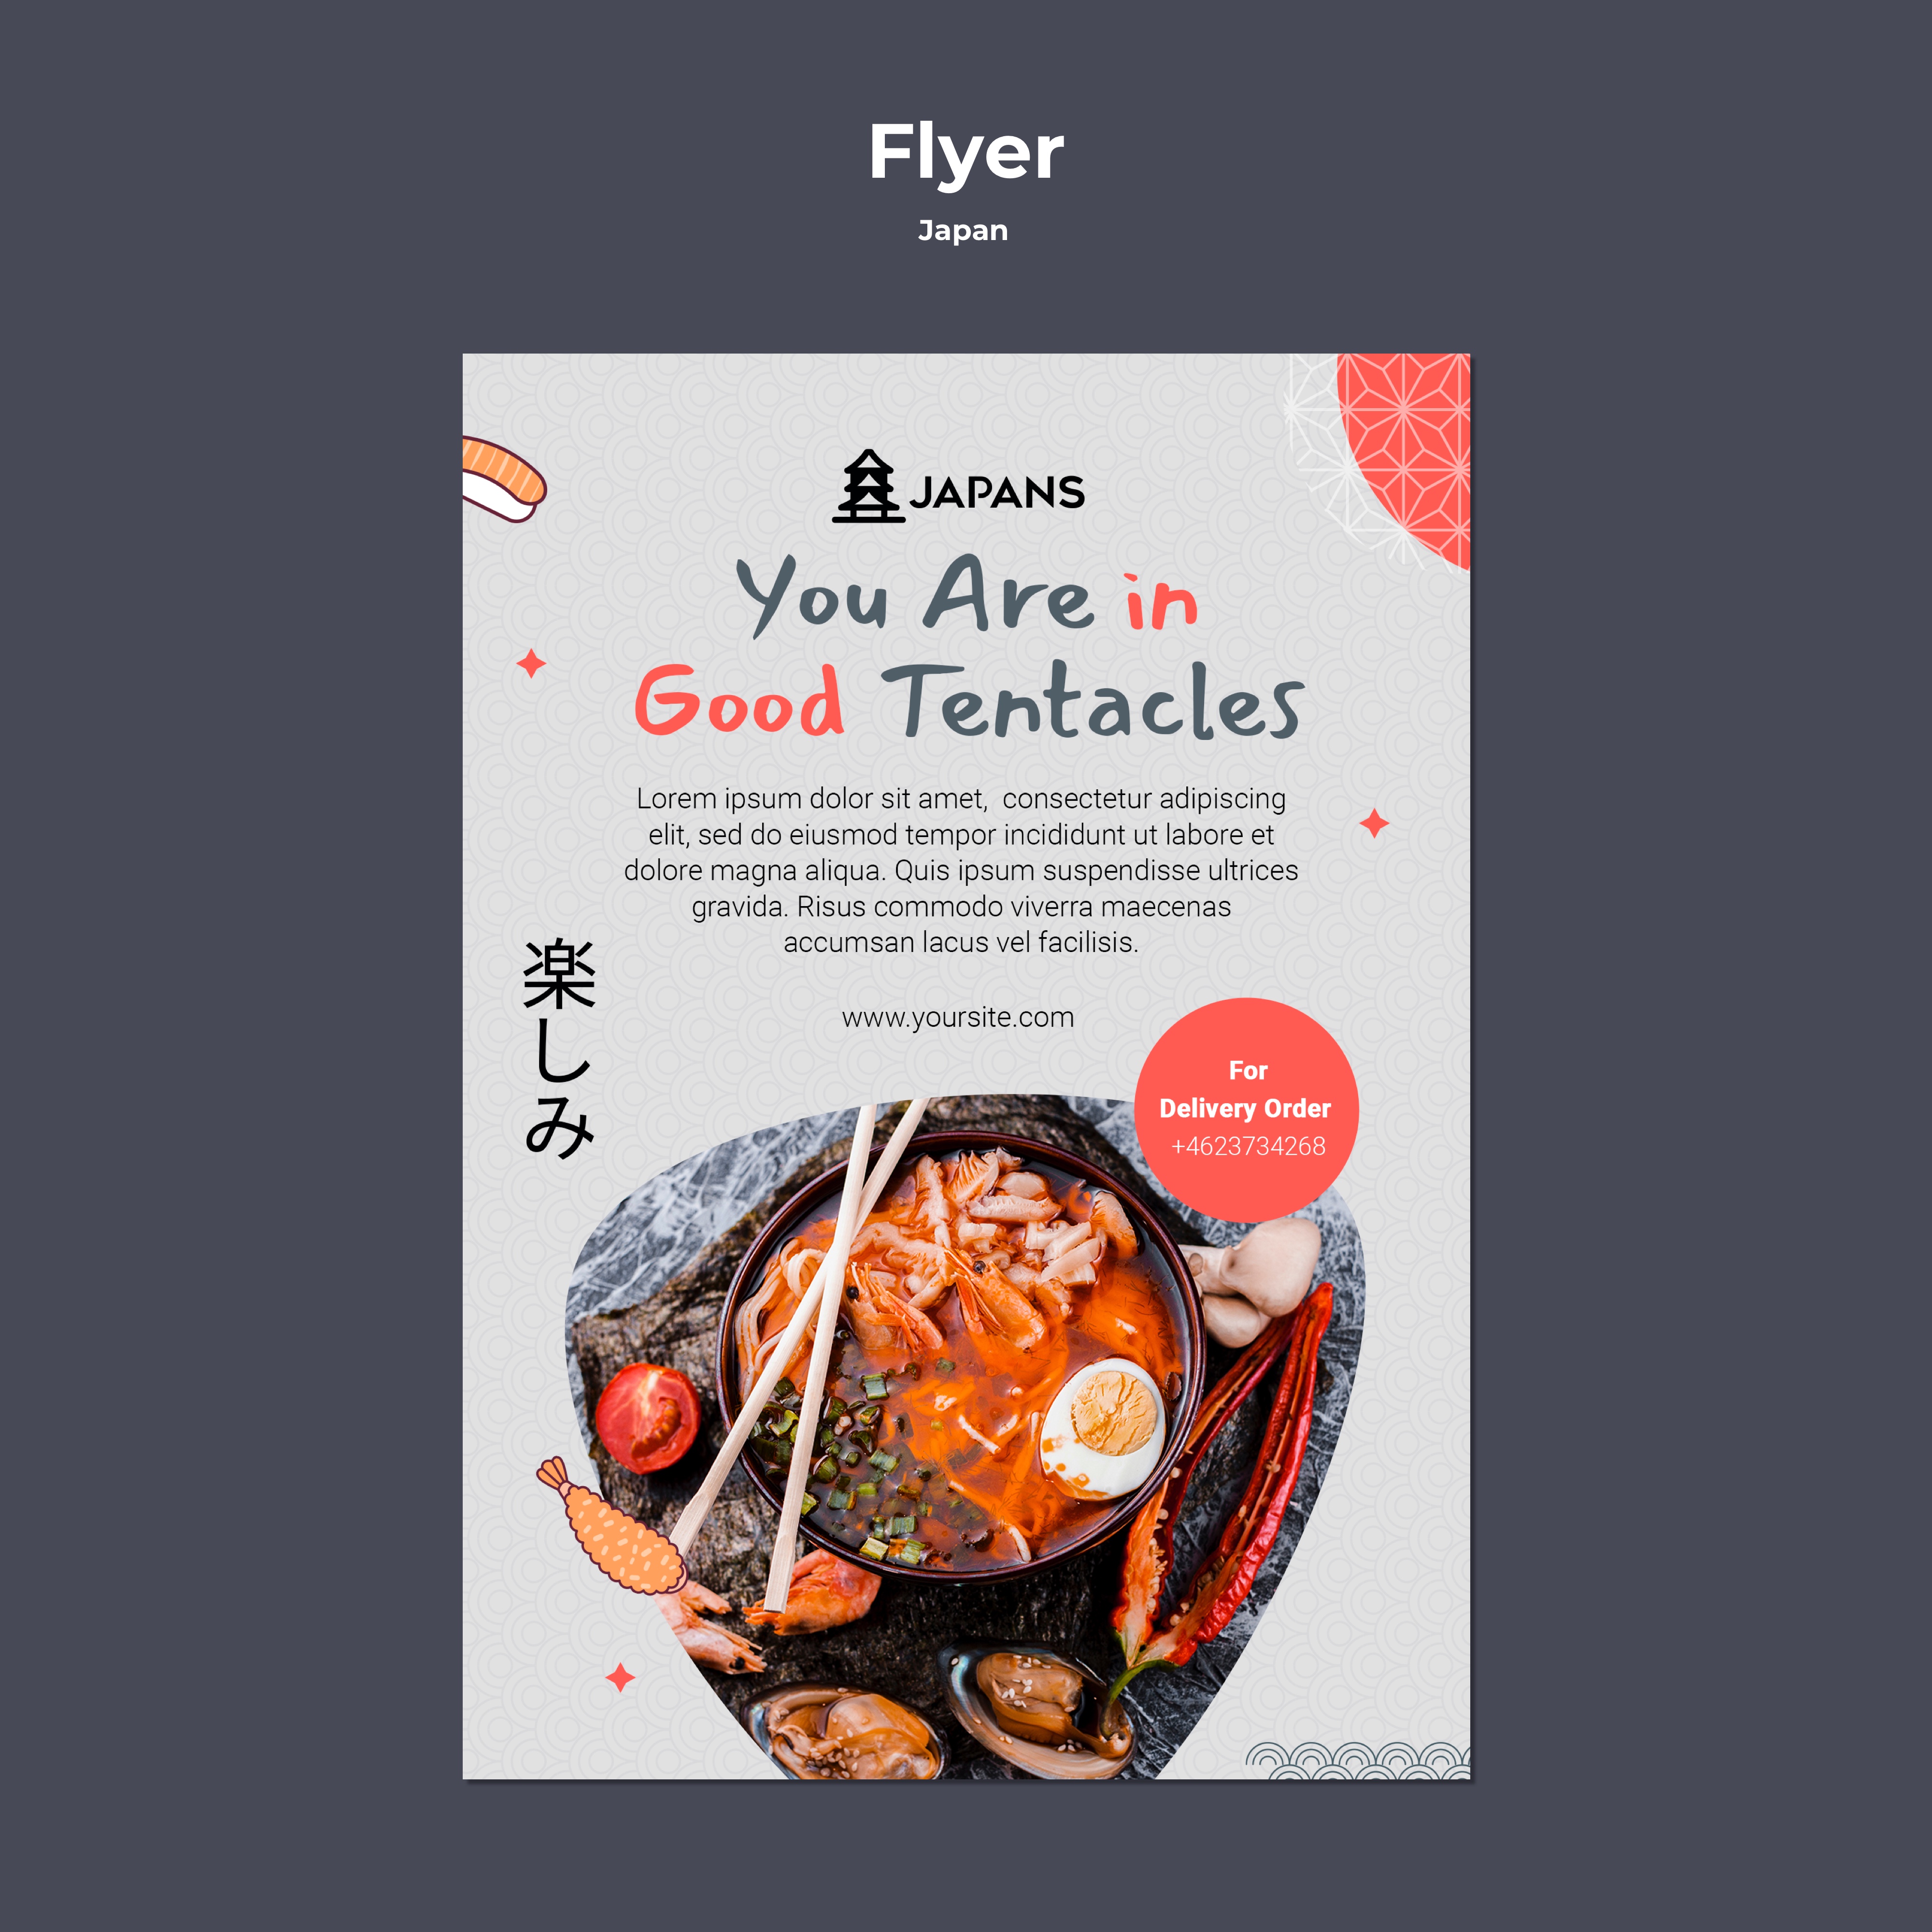 Flyer
Japan
JAPANS
You Are in
Good Tentacles
Lorem ipsum dolor sit amet,  consectetur adipiscing
elit, sed do eiusmod tempor incididunt ut labore et
dolore magna aliqua. Quis ipsum suspendisse ultrices
gravida. Risus commodo viverra maecenas
accumsan lacus vel facilisis.
www.yoursite.com
楽しみ
For
Delivery Order
+4623734268